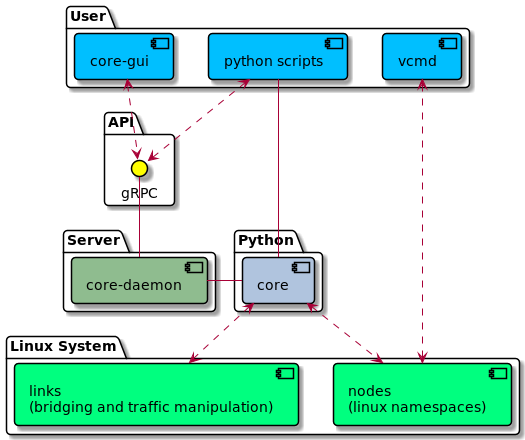 User
core-gui
python scripts
vcmd
API
gRPC
Server
core-daemon
Python
core
Linux System
links
(bridging and traffic manipulation)
nodes
(linux namespaces)